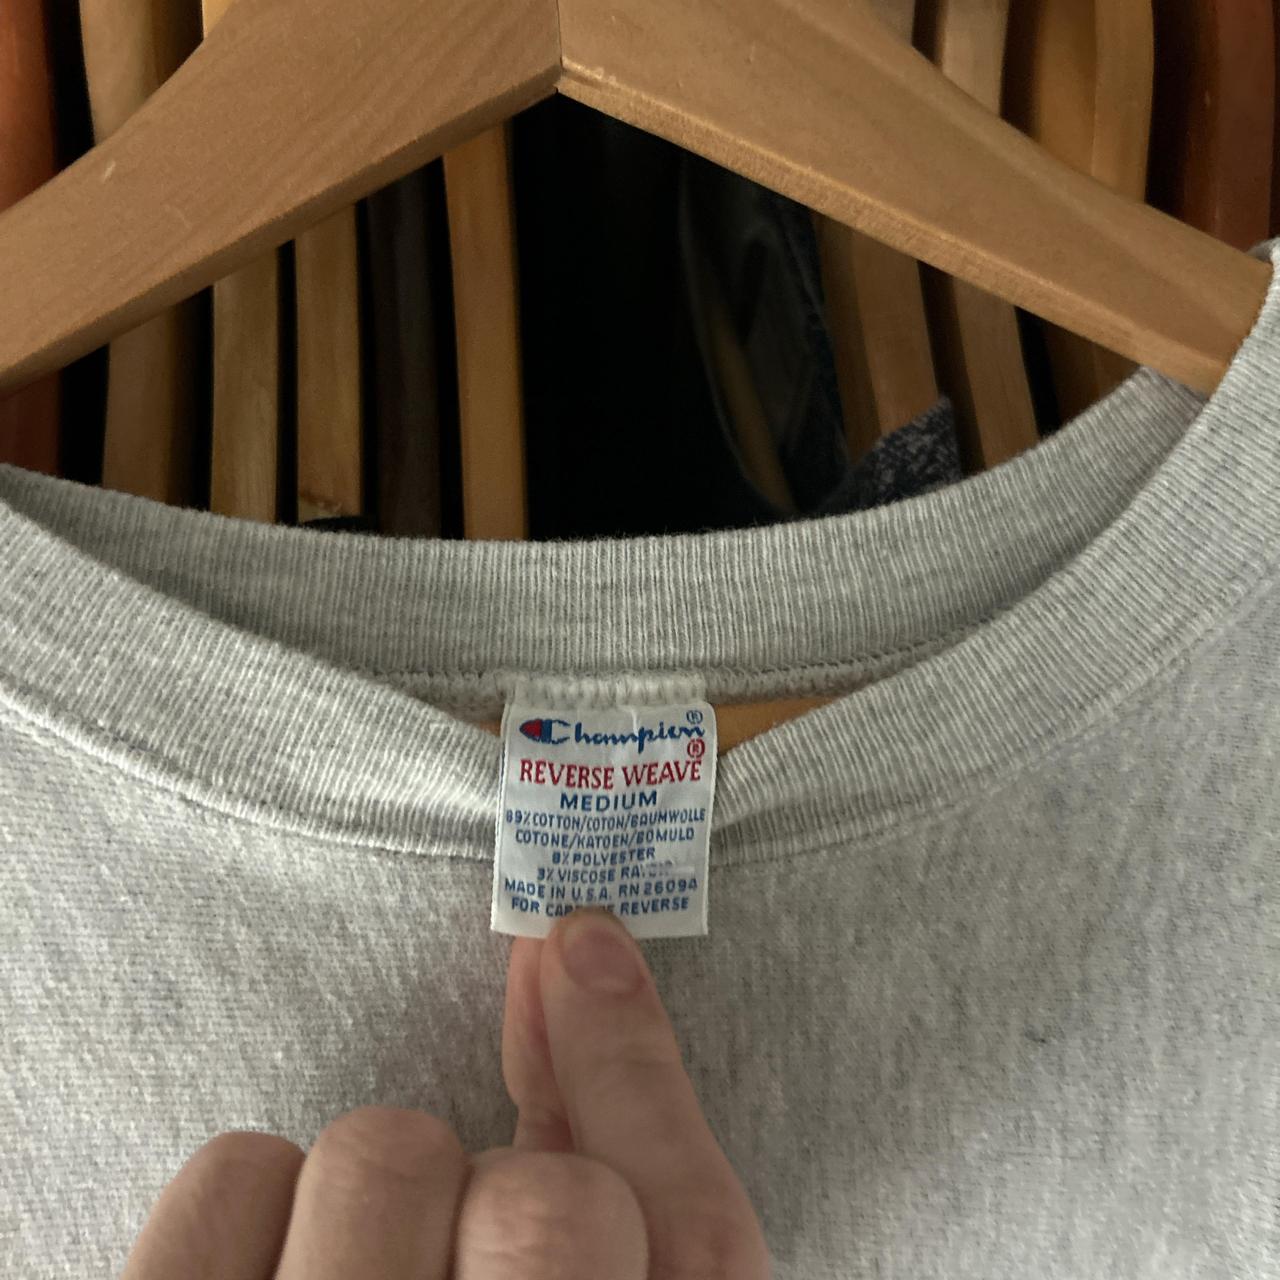 Champion®
®
REVERSE WEAVE
MEDIUM
89% COTTON/COTON/BAUMWOLLE
COTONE/KATOEN/BOMULD
8% POLYESTER
3% VISCOSE
MADE IN U.S.A. RN 26094
FOR REVERSE